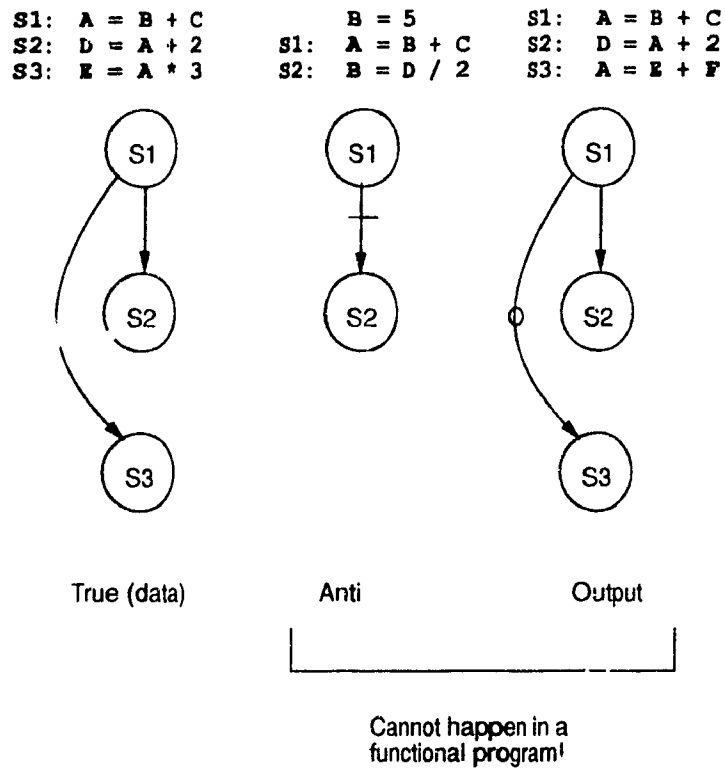 S1: A = B + C
S2: D = A + 2
S3: E = A * 3
B = 5
S1: A = B + C
S2: B = D / 2
S1: A = B + C
S2: D = A + 2
S3: A = E + F
S1
S2
S3
S1
S2
S1
S2
S3
True (data)
Anti
Output
Cannot happen in a
functional program!